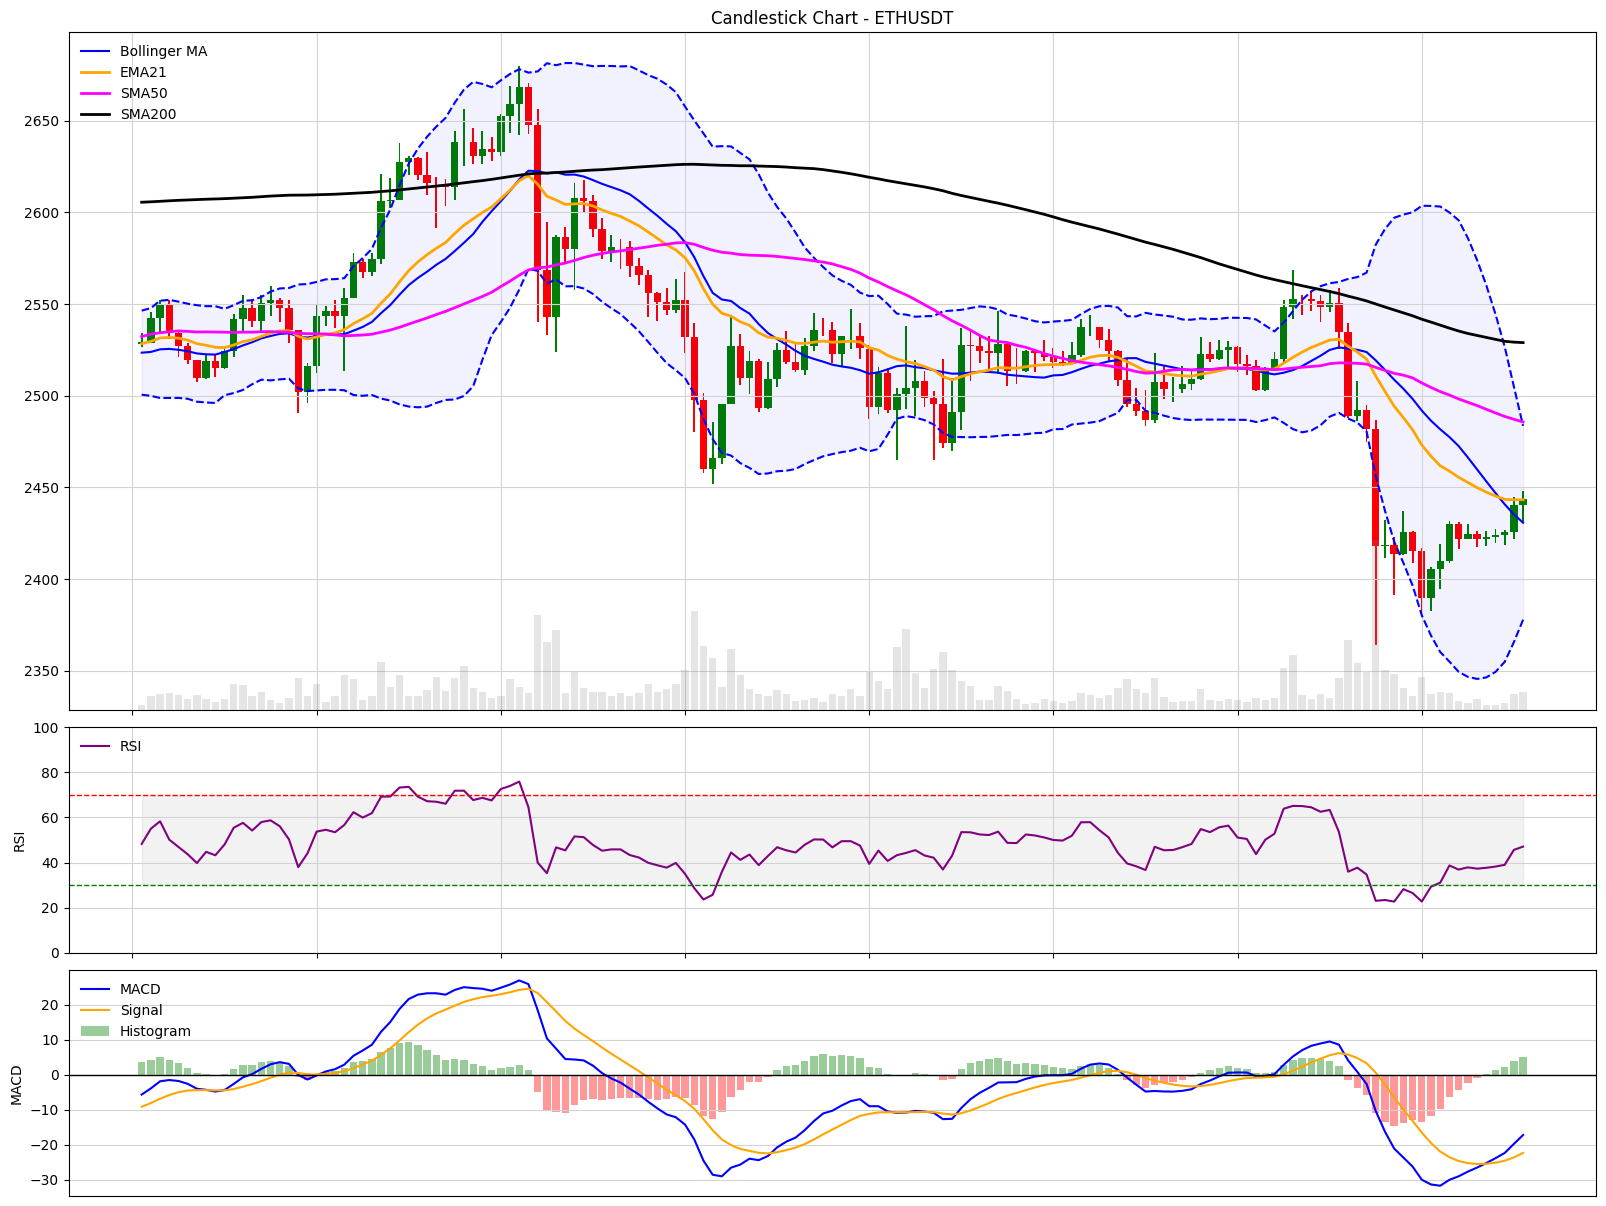 Candlestick Chart - ETHUSDT
Bollinger MA
EMA21
SMA50
SMA200
2650
2600
2550
2500
2450
2400
2350
RSI
100
80
60
40
20
0
RSI
MACD
Signal
Histogram
20
10
0
−10
−20
−30
MACD